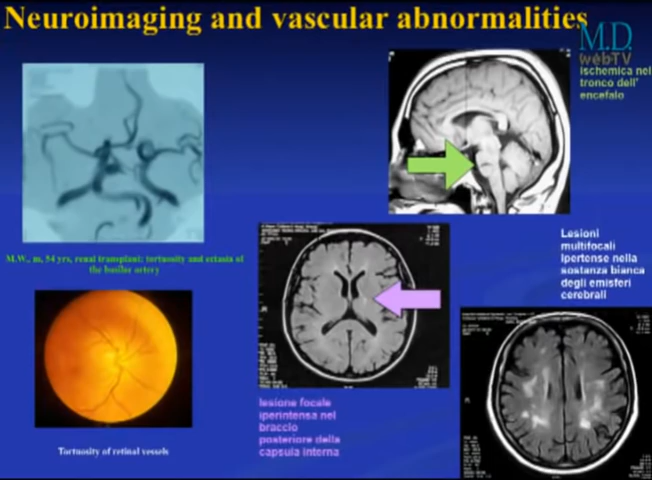 Neuroimaging and vascular abnormalities
M.D.
webTV
ischemica nel
tronco dell'
encefalo
M.W., m, 54 yrs, renal transplant: tortuosity and ectasia of
the basilar artery
Lesioni
multifocali
Ipertense nella
sostanza bianca
degli emisferi
cerebrali
lesione focale
iperintensa nel
braccio
posteriore della
capsula interna
Tortuosity of retinal vessels